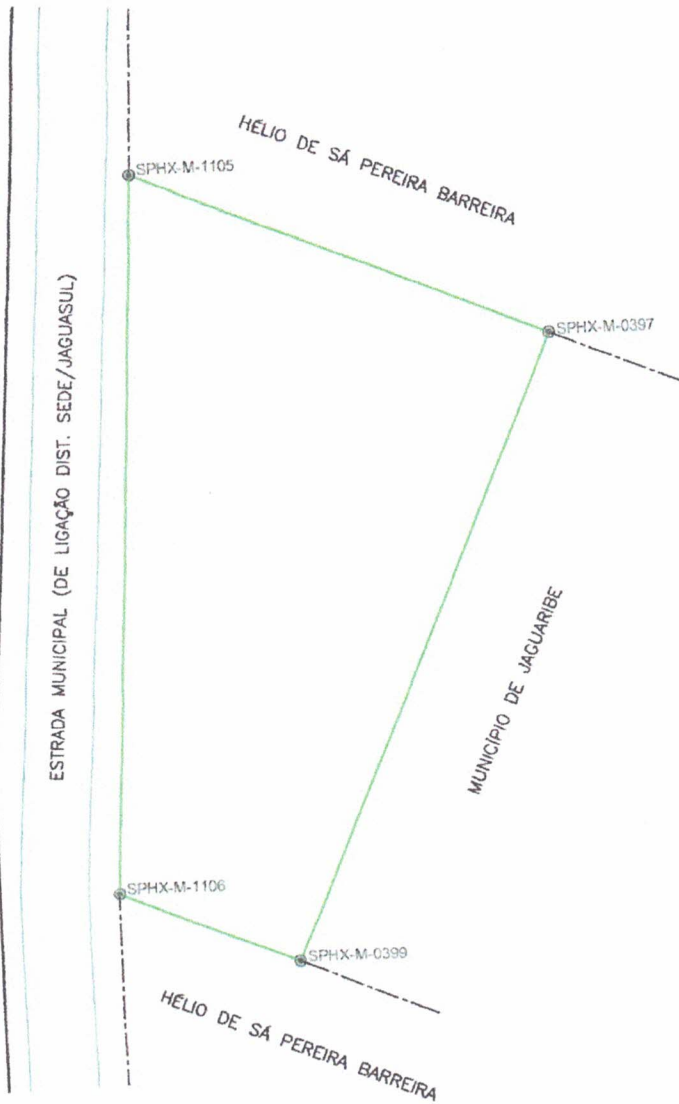 HÉLIO DE SÁ PEREIRA BARREIRA
SPHX-M-1105
SPHX-M-0397
ESTRADA MUNICIPAL (DE LIGAÇÃO DIST. SEDE/JAGUASUL)
MUNICÍPIO DE JAGUARIBE
SPHX-M-1106
SPHX-M-0399
HÉLIO DE SÁ PEREIRA BARREIRA